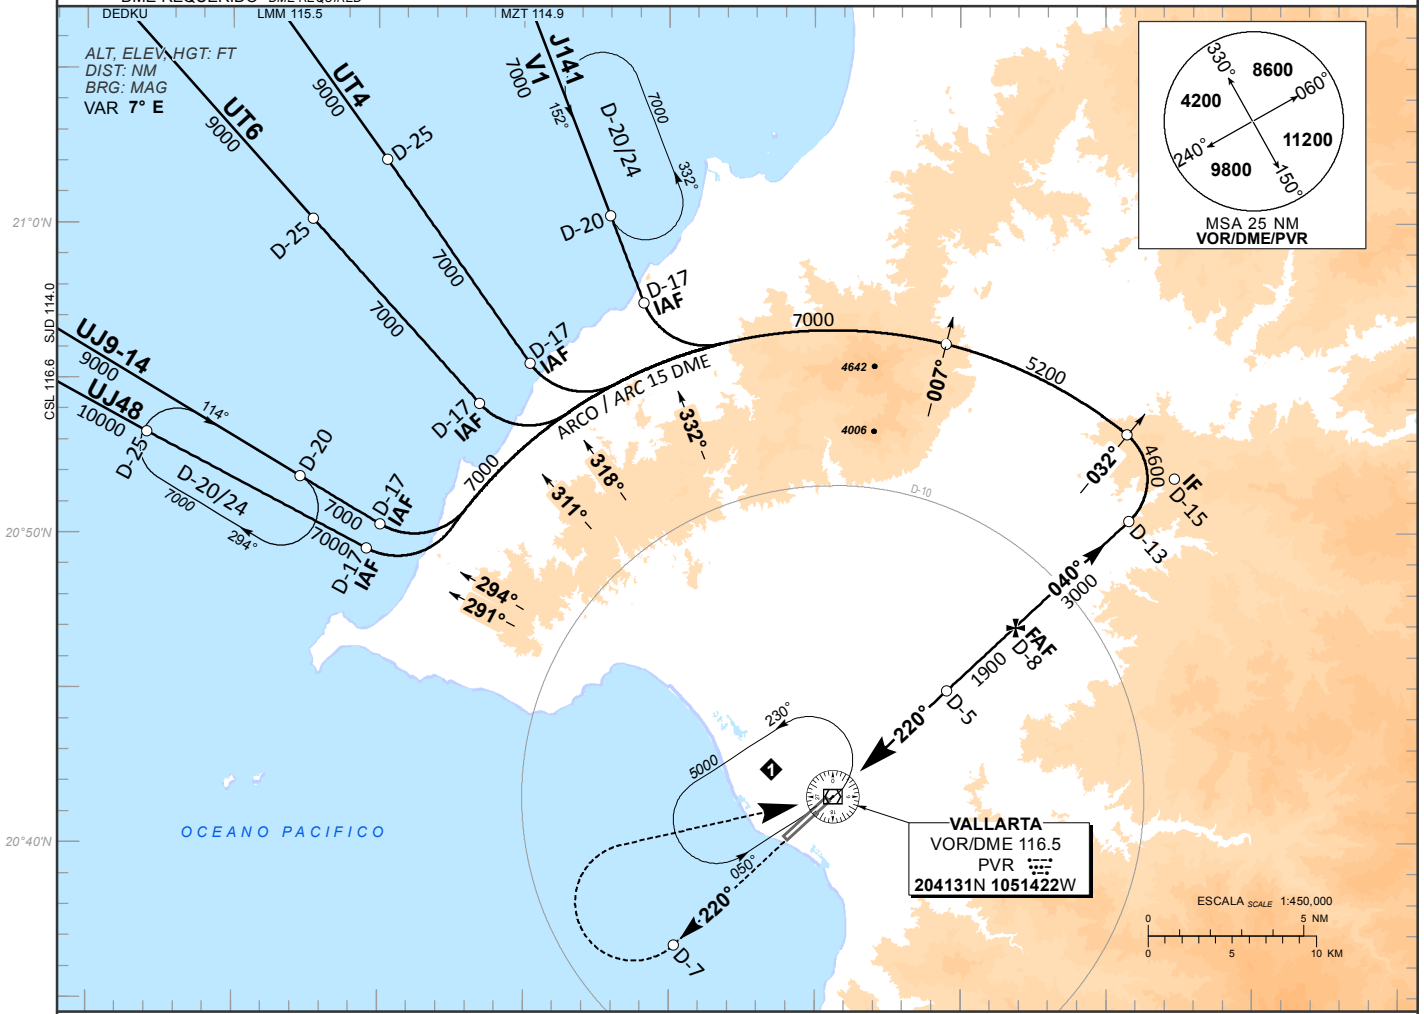 DME REQUERIDO DME REQUIRED
DEDKU
LMM 115.5
MZT 114.9
ALT, ELEV, HGT: FT
DIST: NM
BRG: MAG
VAR 7° E
UT6
9000
UT4
9000
J141
V1
7000
152°
D-20/24
7000
332°
D-25
D-25
D-20
7000
7000
D-17
IAF
D-17
IAF
D-17
IAF
330°
8600
060°
4200
11200
240°
9800
150°
MSA 25 NM
VOR/DME/PVR
21°0'N
20°50'N
20°40'N
SJD 114.0
CSL 116.6
UJ9-14
9000
UJ48
10000
114°
D-25
D-20/24
7000
294°
D-20
7000
7000
D-17
IAF
D-17
IAF
7000
ARCO / ARC 15 DME
7000
4642
4006
007°
5200
032°
4600
IF
D-15
D-13
332°
318°
311°
294°
291°
D-10
040°
3000
FAF
D-8
1900
D-5
220°
230°
5000
1
050°
220°
D-7
OCEANO PACIFICO
VALLARTA
VOR/DME 116.5
PVR
204131N 1051422W
ESCALA SCALE 1:450,000
0 5 NM
0 5 10 KM